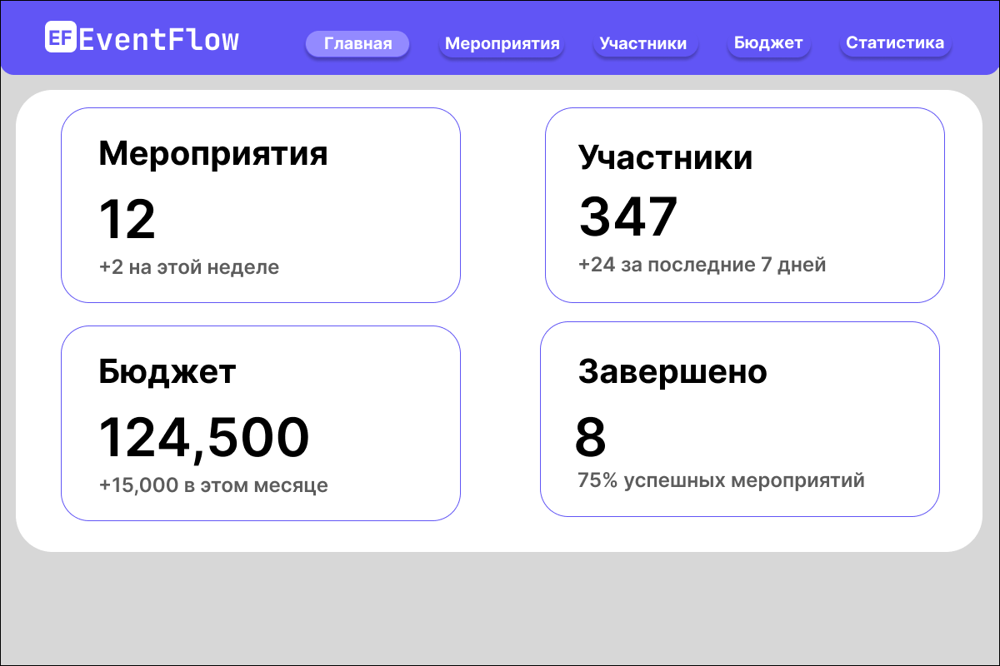 EF EventFlow Главная Мероприятия Участники Бюджет Статистика
Мероприятия
12
+2 на этой неделе
Участники
347
+24 за последние 7 дней
Бюджет
124,500
+15,000 в этом месяце
Завершено
8
75% успешных мероприятий